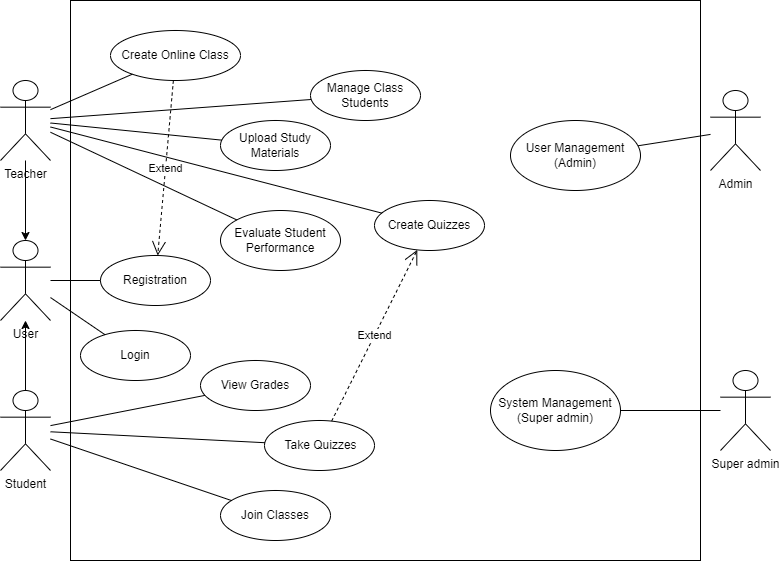 Create Online Class
Manage Class
Students
Upload Study
Materials
User Management
(Admin)
Extend
Teacher
Admin
Evaluate Student
Performance
Create Quizzes
Registration
User
Extend
Login
View Grades
System Management
(Super admin)
Take Quizzes
Super admin
Student
Join Classes